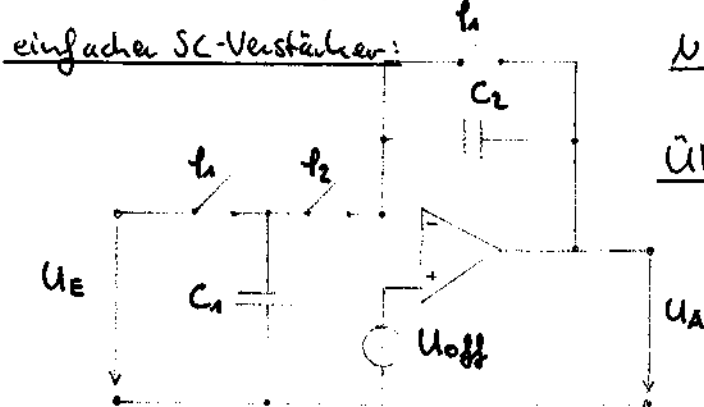 einfacher SC-Verstärker:
φ1
C2
φ1
φ2
UE
C1
-
+
Uoff
UA